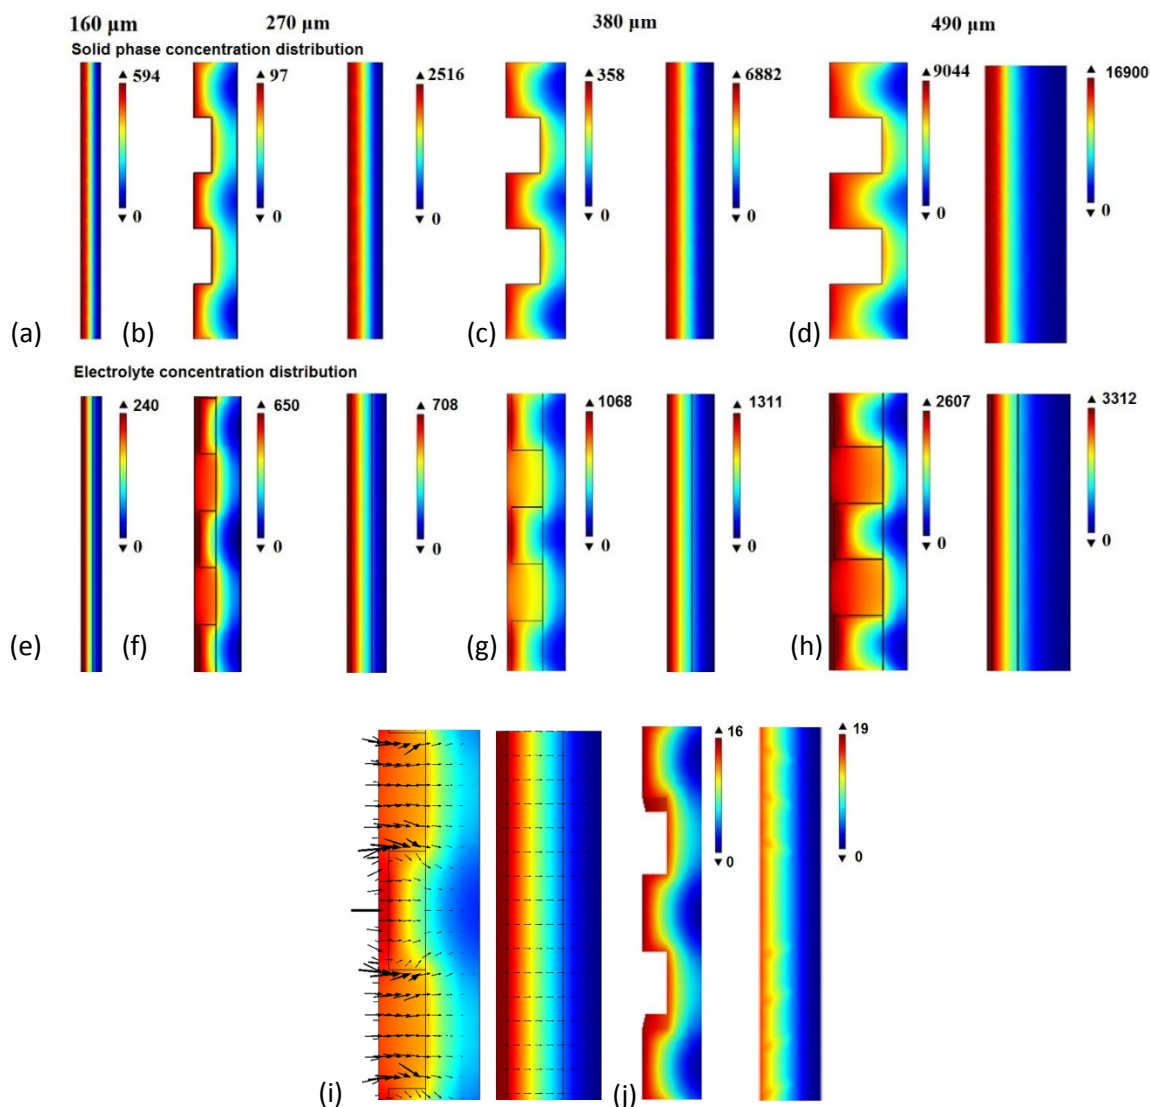 160 μm 270 μm 380 μm 490 μm
Solid phase concentration distribution
594 97 2516 358 6882 9044 16900
0 0 0 0 0 0 0
(a) (b) (c) (d)
Electrolyte concentration distribution
240 650 708 1068 1311 2607 3312
0 0 0 0 0 0 0
(e) (f) (g) (h)
16 19
0 0
(i) (j)